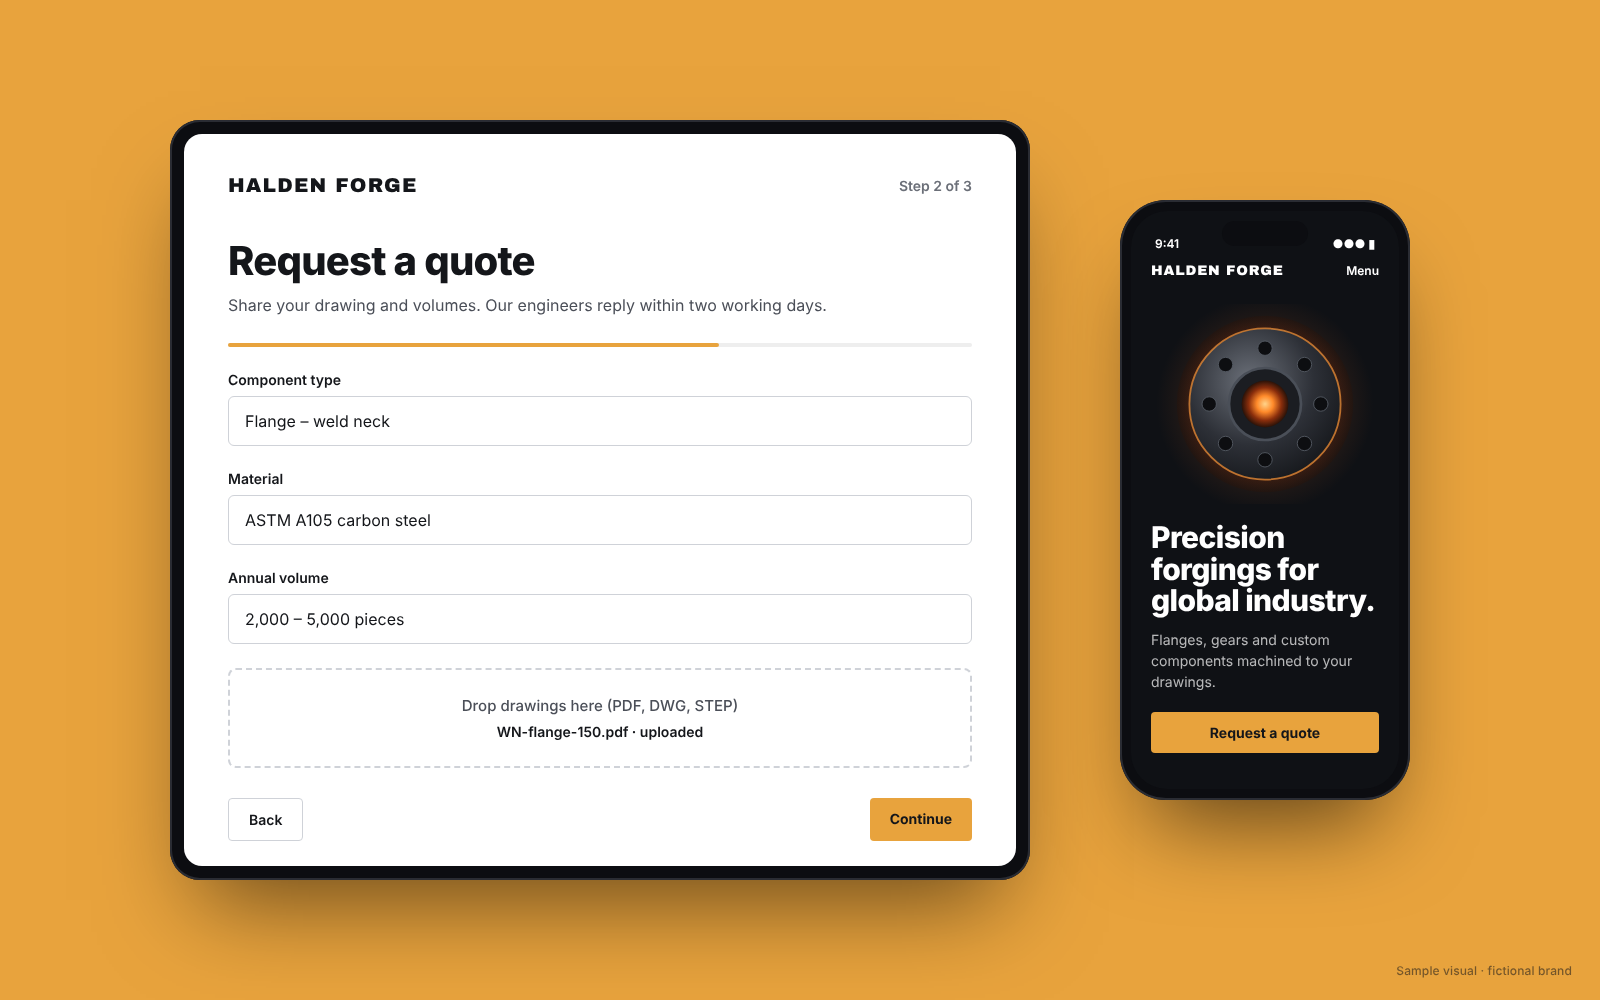 HALDEN FORGE
Step 2 of 3
Request a quote
Share your drawing and volumes. Our engineers reply within two working days.
Component type
Flange – weld neck
Material
ASTM A105 carbon steel
Annual volume
2,000 – 5,000 pieces
Drop drawings here (PDF, DWG, STEP)
WN-flange-150.pdf · uploaded
Back
Continue
9:41
HALDEN FORGE
Menu
Precision
forgings for
global industry.
Flanges, gears and custom
components machined to your
drawings.
Request a quote
Sample visual · fictional brand